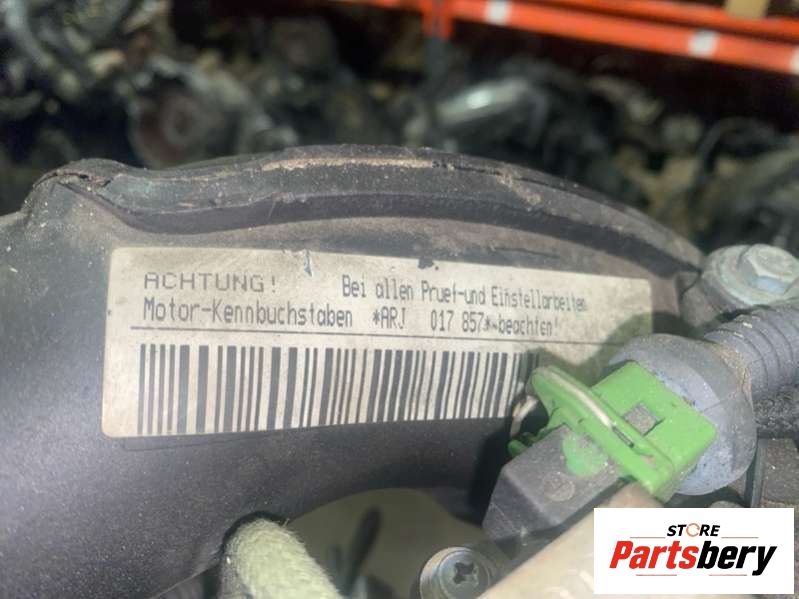 ACHTUNG! Bei allen Pruef-und Einstellarbeiten
Motor-Kennbuchstaben *ARJ 017 857*-beachten!
STORE
Partsbery